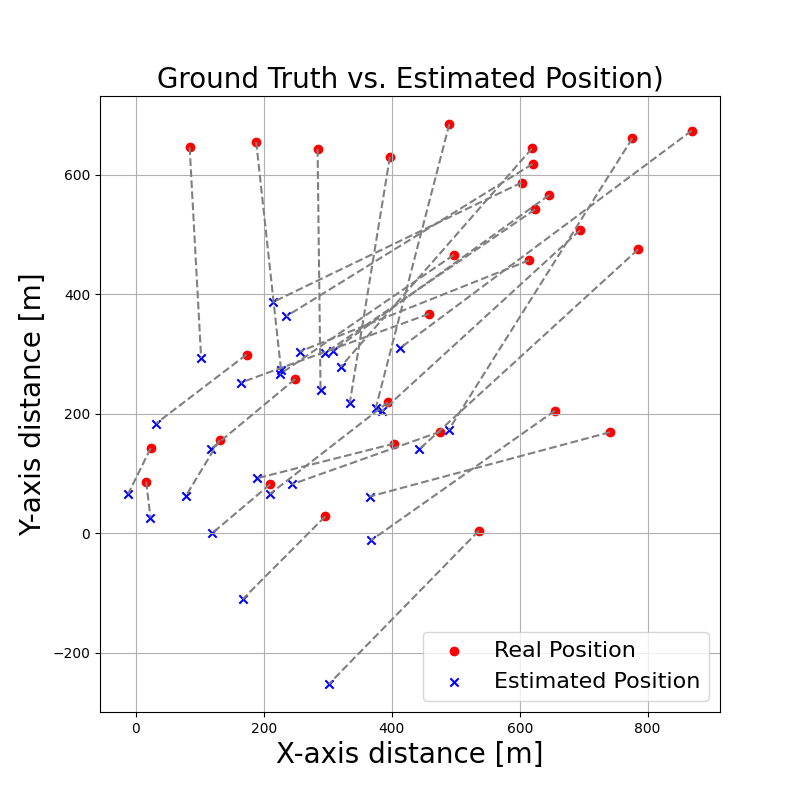 Ground Truth vs. Estimated Position)
Y-axis distance [m]
600
400
200
0
−200
0 200 400 600 800
X-axis distance [m]
Real Position
Estimated Position